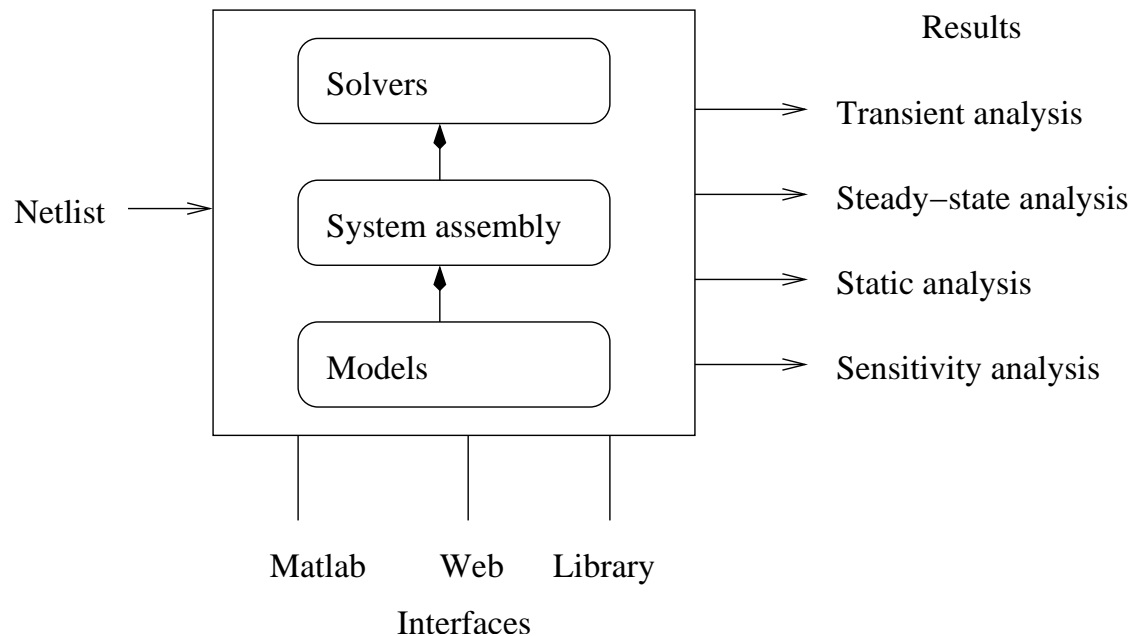 Results
Solvers
Transient analysis
Netlist
System assembly
Steady−state analysis
Static analysis
Models
Sensitivity analysis
Matlab
Web
Library
Interfaces